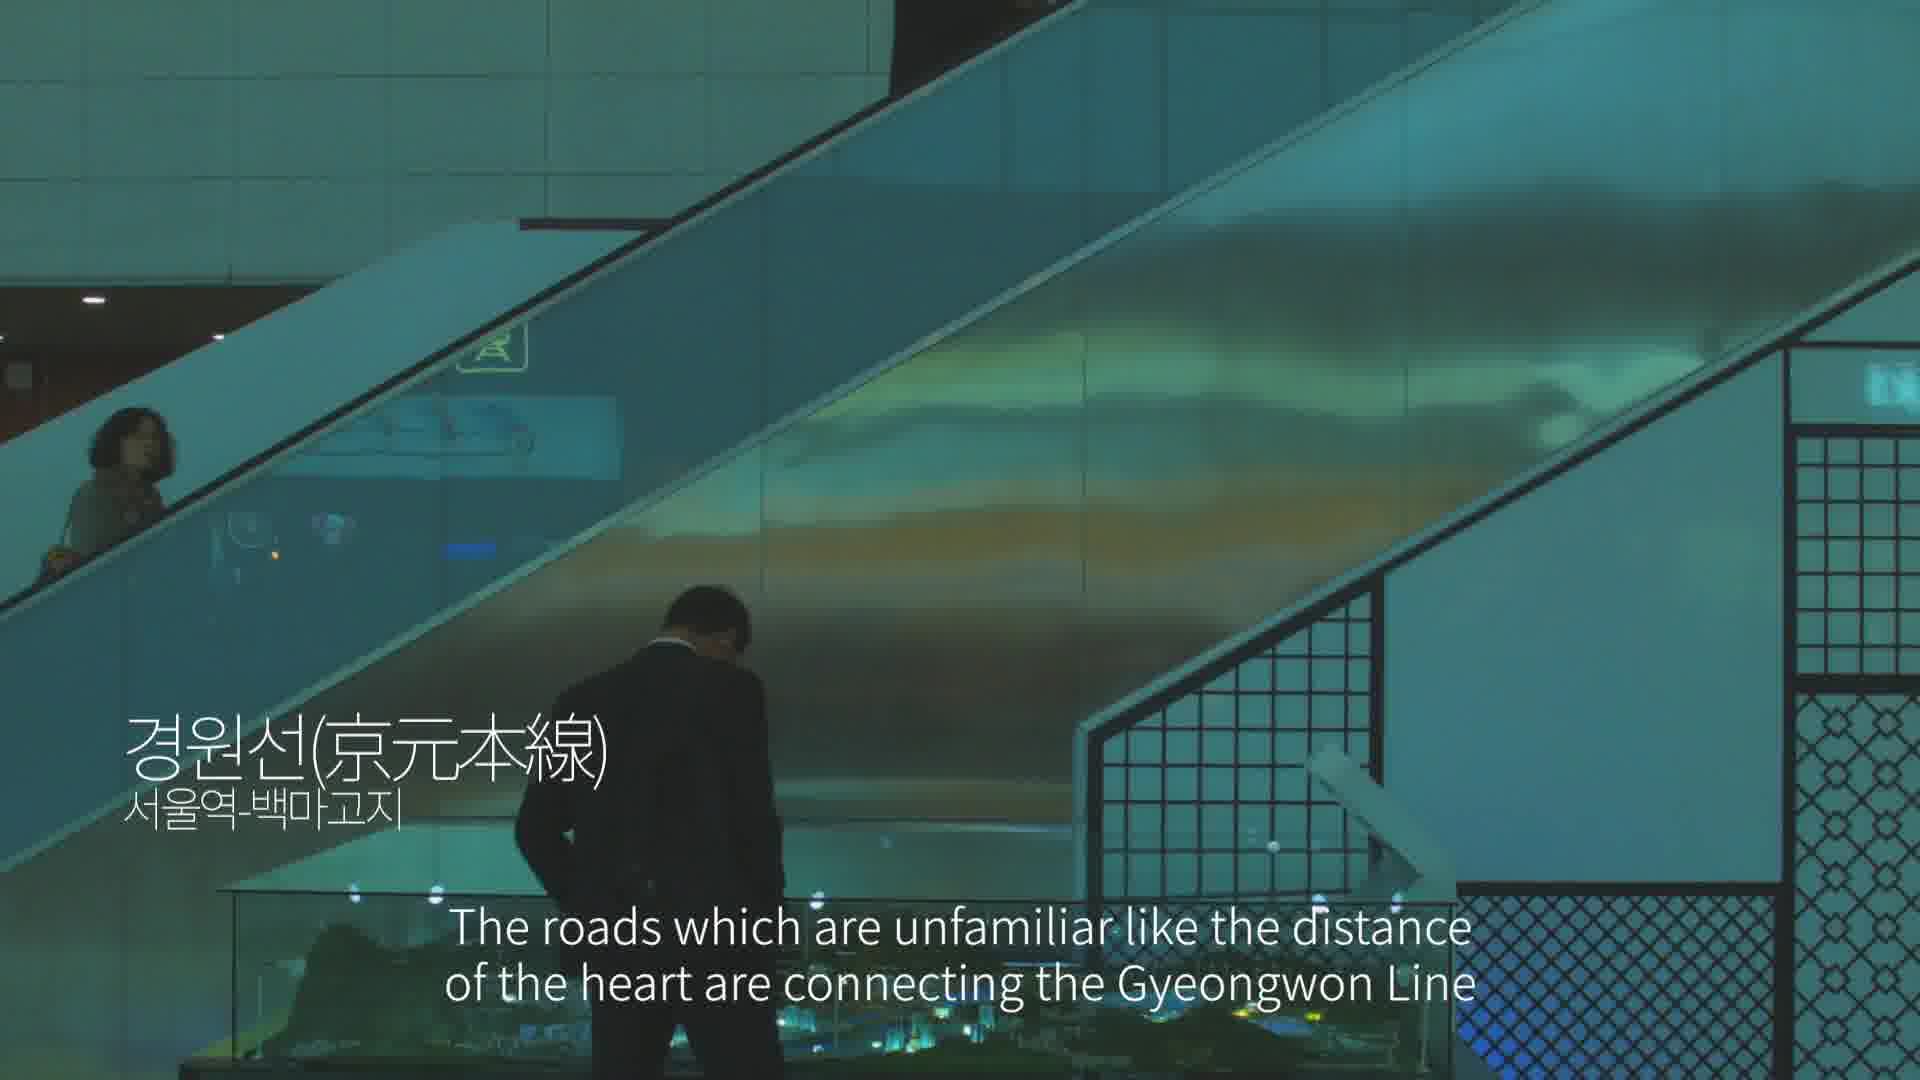 경원선(京元本線)
서울역-백마고지
The roads which are unfamiliar like the distance
of the heart are connecting the Gyeongwon Line